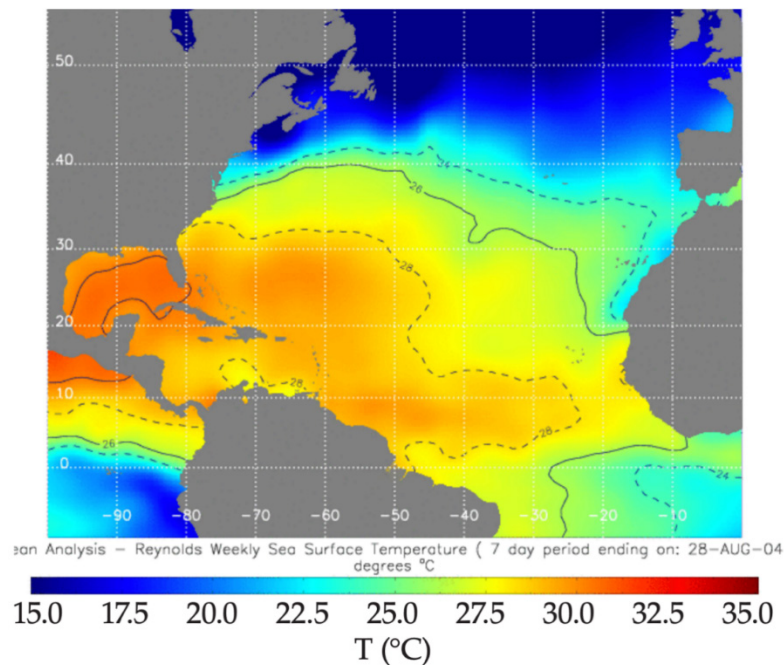 50
40
30
20
10
0
24
26
28
28
28
26
24
-90 -80 -70 -60 -50 -40 -30 -20 -10
ean Analysis – Reynolds Weekly Sea Surface Temperature ( 7 day period ending on: 28-AUG-04
degrees °C
15.0 17.5 20.0 22.5 25.0 27.5 30.0 32.5 35.0
T (°C)